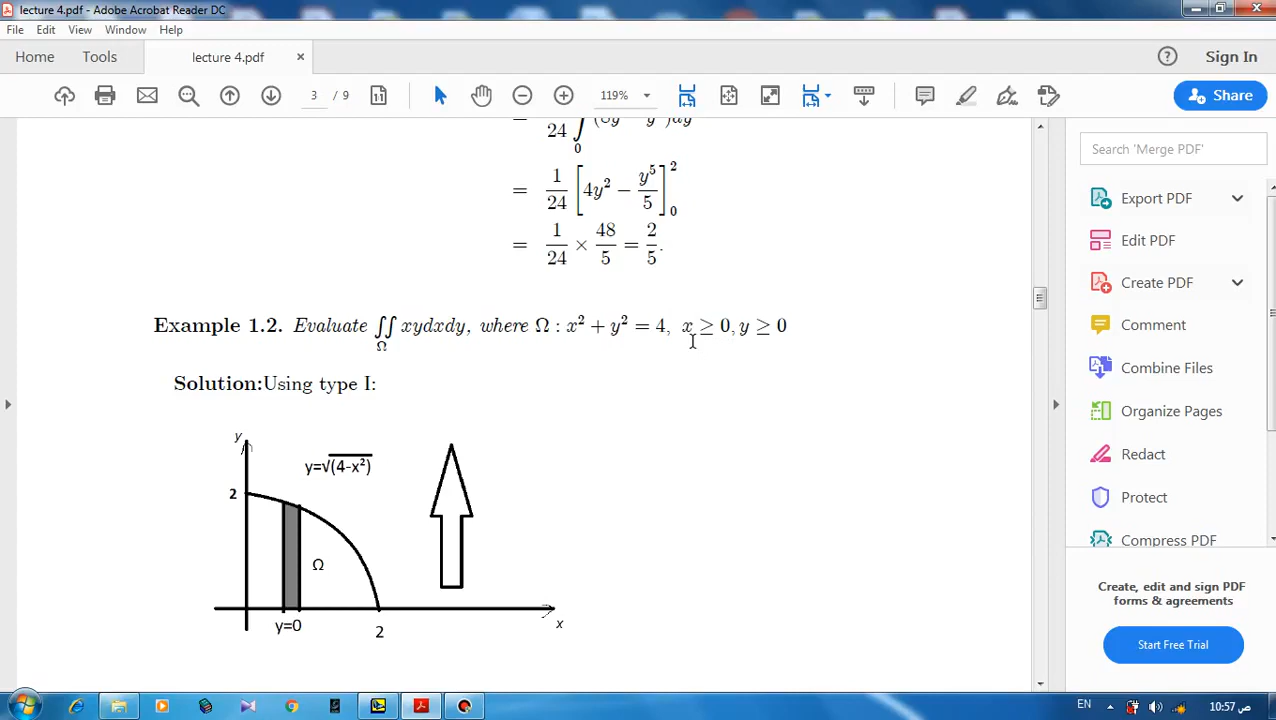 lecture 4.pdf - Adobe Acrobat Reader DC
File Edit View Window Help
Home Tools lecture 4.pdf ×
? Sign In
3 / 9 119% Share
= 1/24 ∫ 0
= 1/24 [4y² − y⁵/5]₀²
= 1/24 × 48/5 = 2/5.
Example 1.2. Evaluate ∬Ω xydxdy, where Ω : x² + y² = 4, x ≥ 0, y ≥ 0
Solution:Using type I:
y
y=√(4-x²)
2
Ω
y=0
2
x
Search 'Merge PDF'
Export PDF
Edit PDF
Create PDF
Comment
Combine Files
Organize Pages
Redact
Protect
Compress PDF
Create, edit and sign PDF
forms & agreements
Start Free Trial
EN 10:57 ص